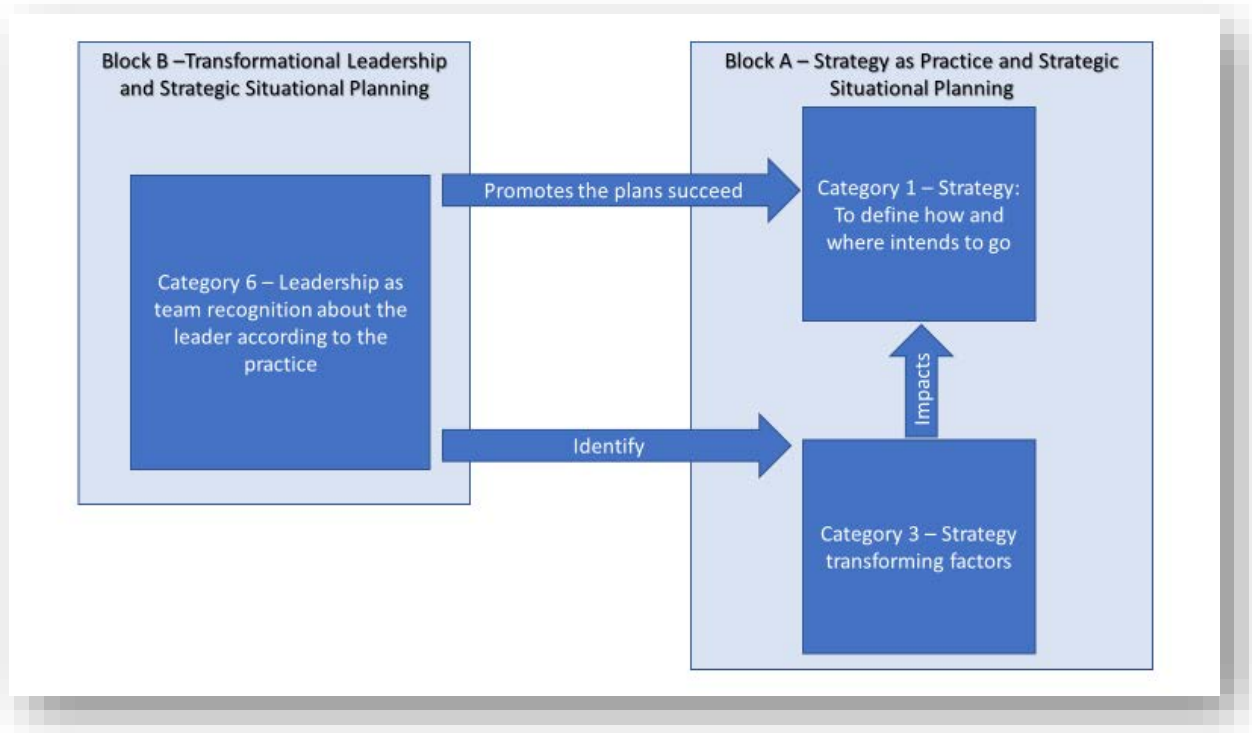 Block B –Transformational Leadership
and Strategic Situational Planning
Category 6 – Leadership as
team recognition about the
leader according to the
practice
Promotes the plans succeed
Identify
Block A – Strategy as Practice and Strategic
Situational Planning
Category 1 – Strategy:
To define how and
where intends to go
Impacts
Category 3 – Strategy
transforming factors